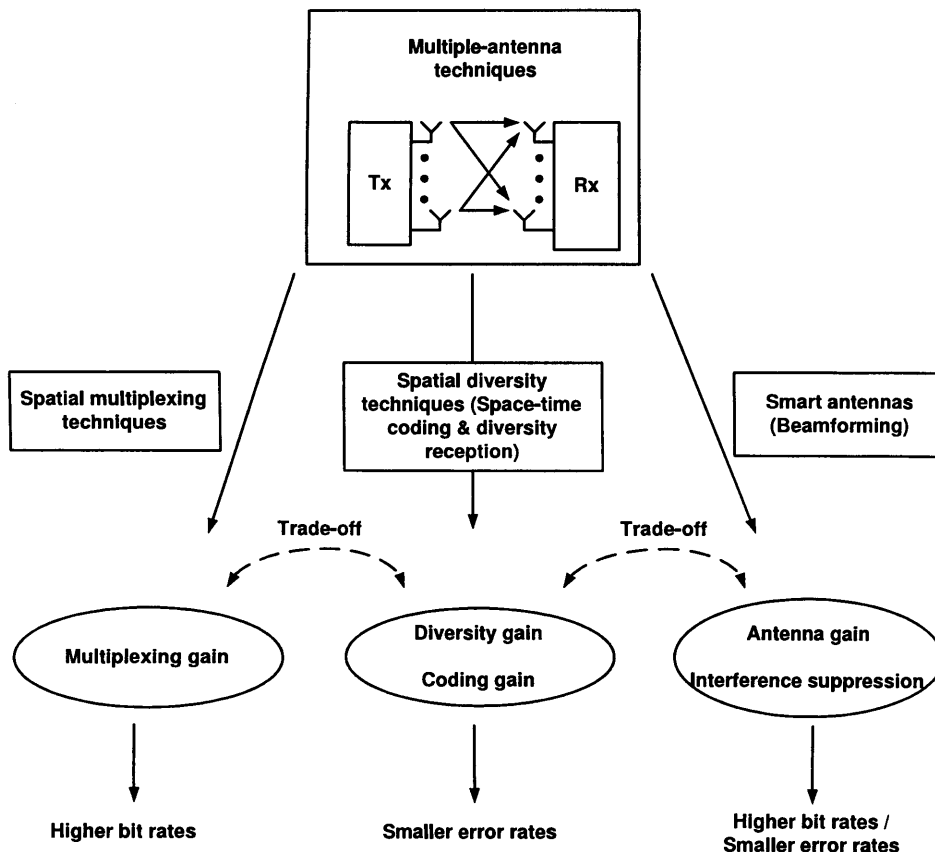 Multiple-antenna
techniques
Tx
Rx
Spatial multiplexing
techniques
Spatial diversity
techniques (Space-time
coding & diversity
reception)
Smart antennas
(Beamforming)
Trade-off
Trade-off
Multiplexing gain
Diversity gain
Coding gain
Antenna gain
Interference suppression
Higher bit rates
Smaller error rates
Higher bit rates /
Smaller error rates